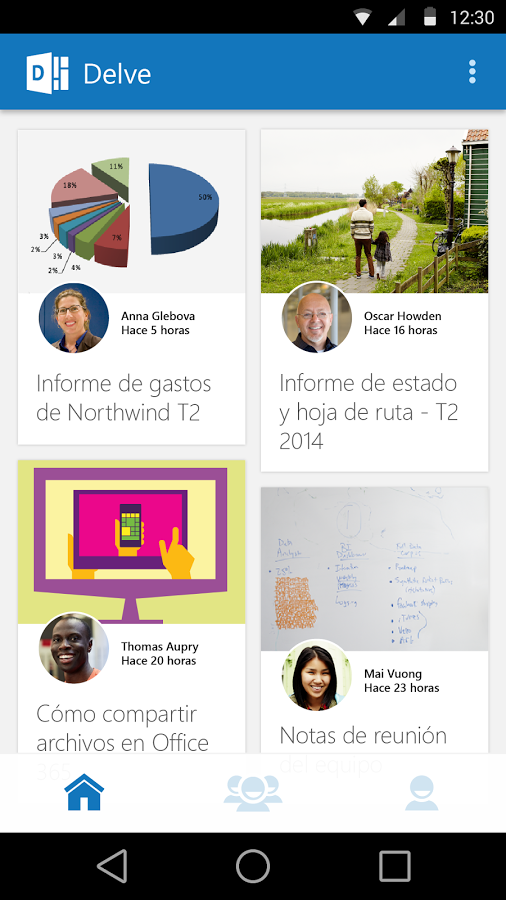 12:30
D
Delve
11%
18%
50%
3%
2%
3%
2%
4%
7%
Anna Glebova
Hace 5 horas
Informe de gastos
de Northwind T2
Oscar Howden
Hace 16 horas
Informe de estado
y hoja de ruta - T2
2014
Thomas Aupry
Hace 20 horas
Cómo compartir
archivos en Office
365
Data
Analysis
BI
Mai Vuong
Hace 23 horas
Notas de reunión
del equipo